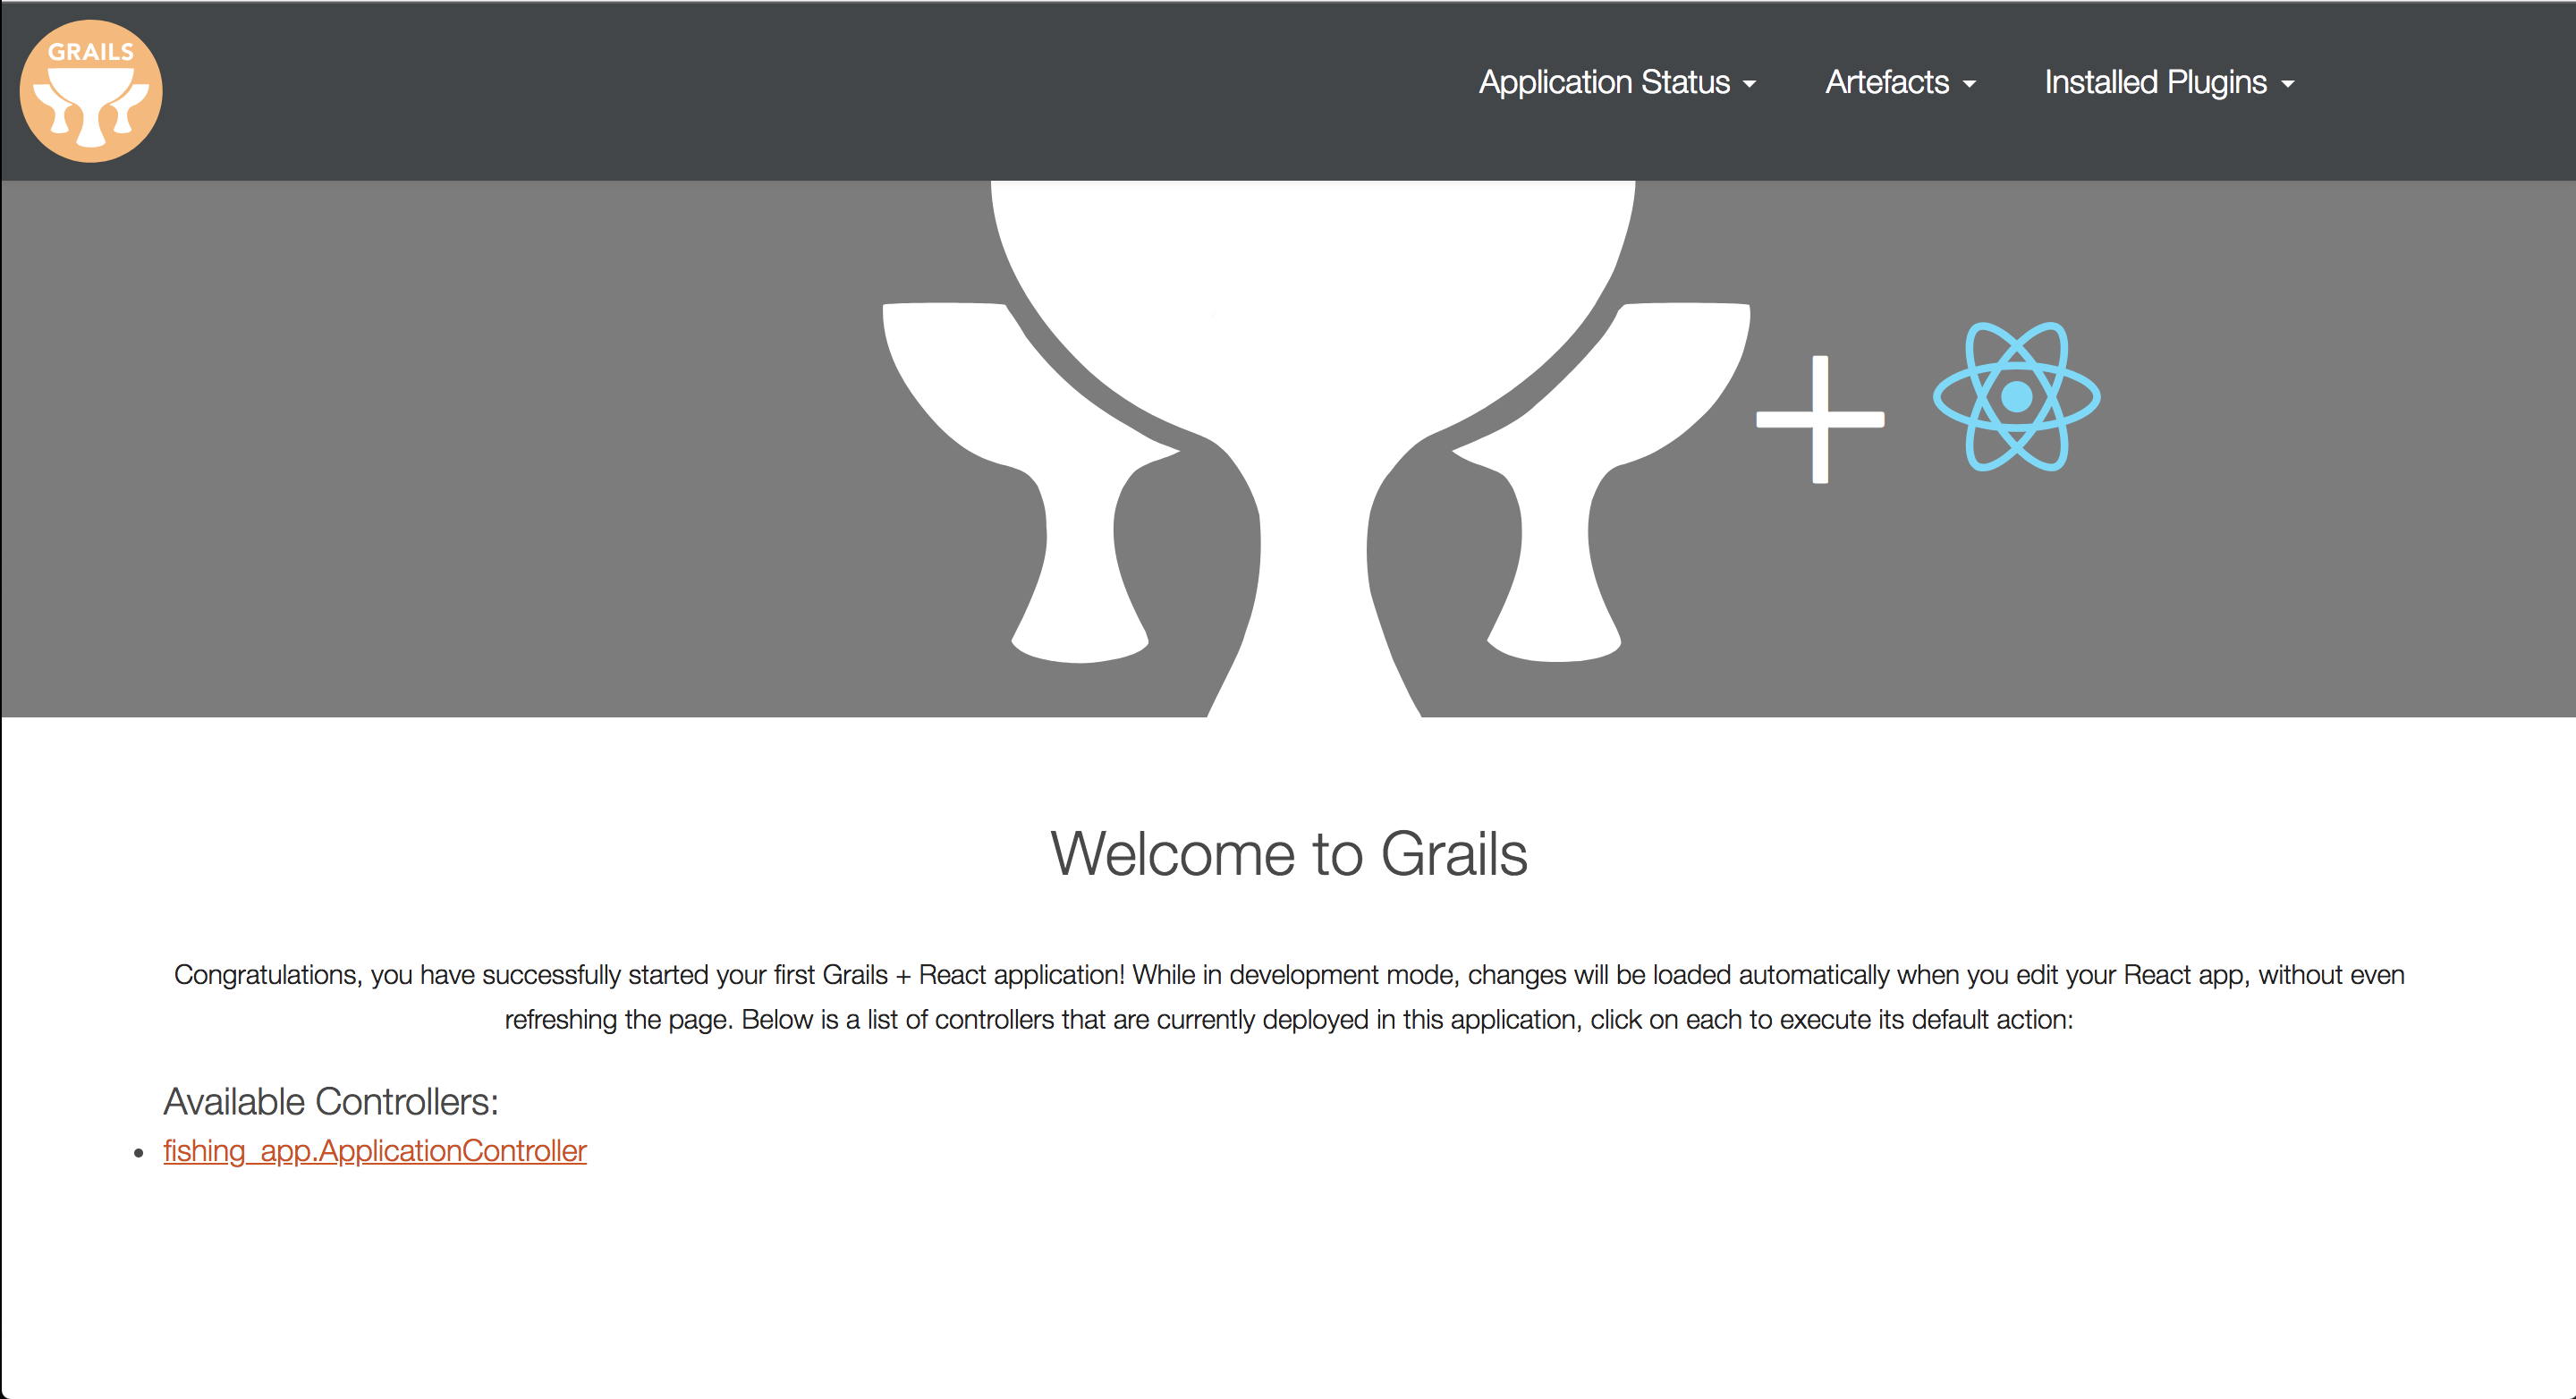 GRAILS
Application Status
Artefacts
Installed Plugins
Welcome to Grails
Congratulations, you have successfully started your first Grails + React application! While in development mode, changes will be loaded automatically when you edit your React app, without even
refreshing the page. Below is a list of controllers that are currently deployed in this application, click on each to execute its default action:
Available Controllers:
fishing_app.ApplicationController